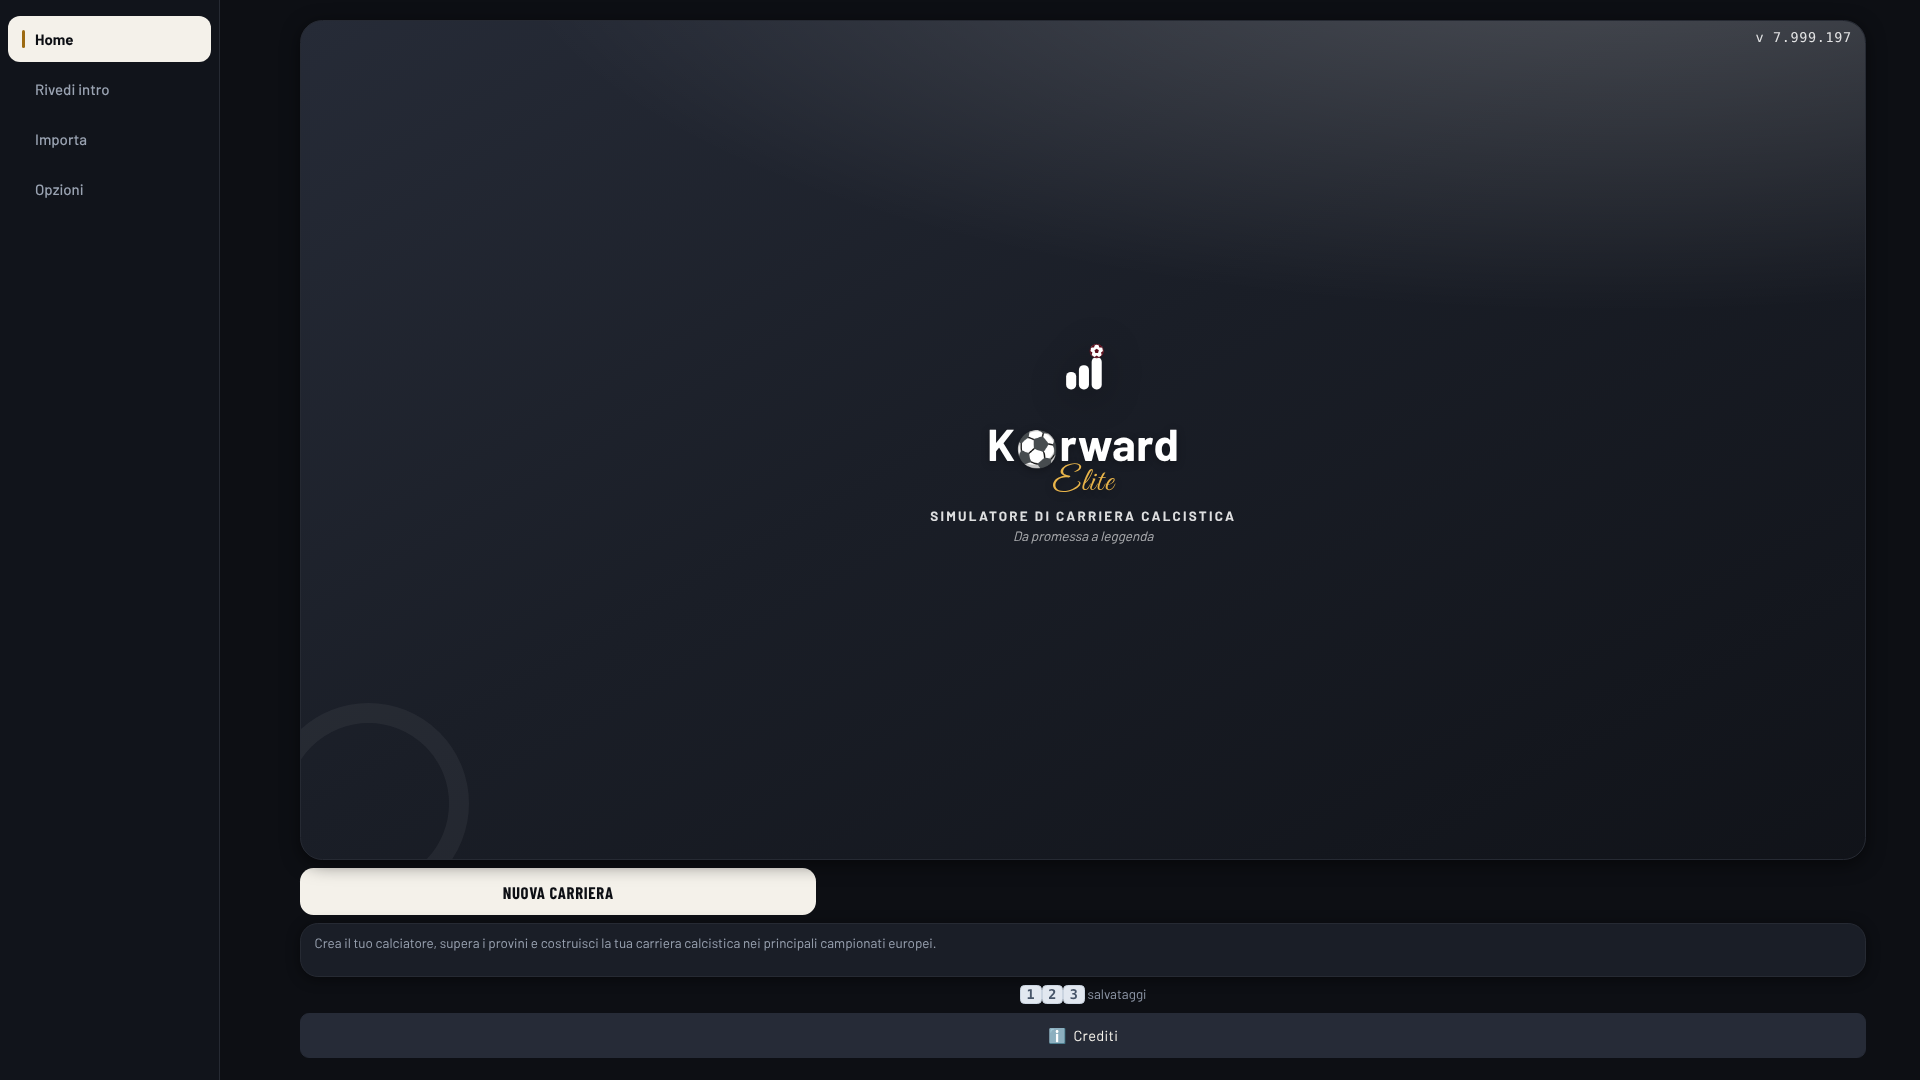 Home
Rivedi intro
Importa
Opzioni
v 7.999.197
K⚽rward
Elite
SIMULATORE DI CARRIERA CALCISTICA
Da promessa a leggenda
NUOVA CARRIERA
Crea il tuo calciatore, supera i provini e costruisci la tua carriera calcistica nei principali campionati europei.
1 2 3 salvataggi
ℹ️ Crediti